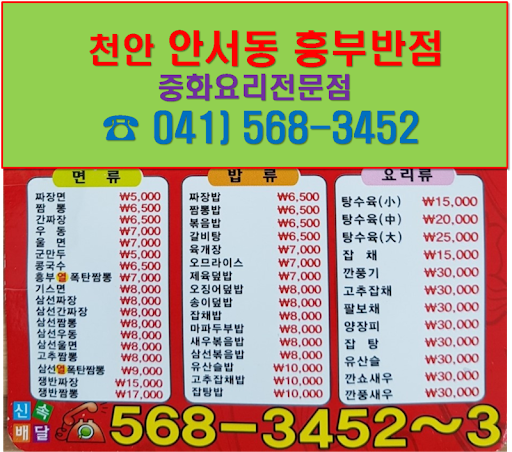 천안 안서동 흥부반점
중화요리전문점
☎ 041) 568-3452
면 류
짜장면 ₩5,000
짬 뽕 ₩6,500
간짜장 ₩6,500
우 동 ₩7,000
울 면 ₩7,000
군만두 ₩5,000
콩국수 ₩6,500
흥부열폭탄짬뽕 ₩7,000
기스면 ₩8,000
삼선짜장 ₩8,000
삼선간짜장 ₩8,000
삼선짬뽕 ₩8,000
삼선우동 ₩8,000
삼선울면 ₩8,000
고추짬뽕 ₩8,000
삼선열폭탄짬뽕 ₩9,000
쟁반짜장 ₩15,000
쟁반짬뽕 ₩17,000
밥 류
짜장밥 ₩6,500
짬뽕밥 ₩6,500
볶음밥 ₩6,500
갈비탕 ₩6,500
육개장 ₩7,000
오므라이스 ₩7,000
제육덮밥 ₩7,000
오징어덮밥 ₩8,000
송이덮밥 ₩8,000
잡채밥 ₩8,000
마파두부밥 ₩8,000
새우볶음밥 ₩8,000
삼선볶음밥 ₩8,000
유산슬밥 ₩10,000
고추잡채밥 ₩10,000
잡탕밥 ₩10,000
요리류
탕수육(小) ₩15,000
탕수육(中) ₩20,000
탕수육(大) ₩25,000
잡 채 ₩15,000
깐풍기 ₩30,000
고추잡채 ₩30,000
팔보채 ₩30,000
양장피 ₩30,000
잡 탕 ₩30,000
유산슬 ₩30,000
깐쇼새우 ₩30,000
깐풍새우 ₩30,000
신속
배달
568-3452~3